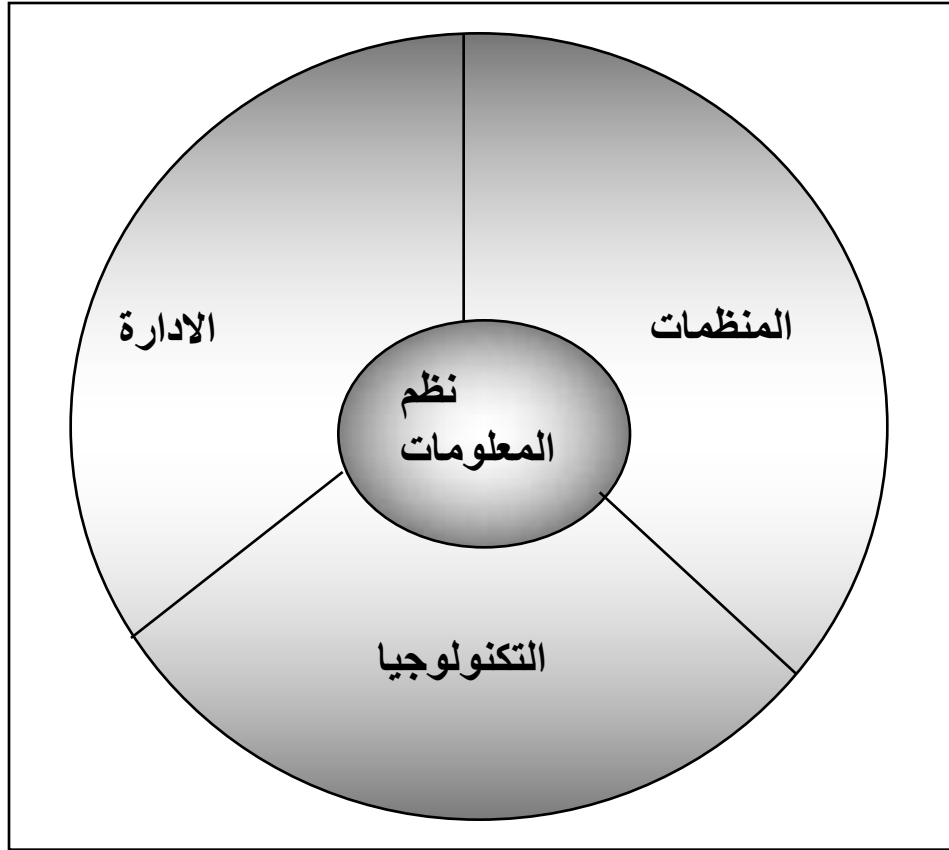 المنظمات
الادارة
نظم
المعلومات
التكنولوجيا